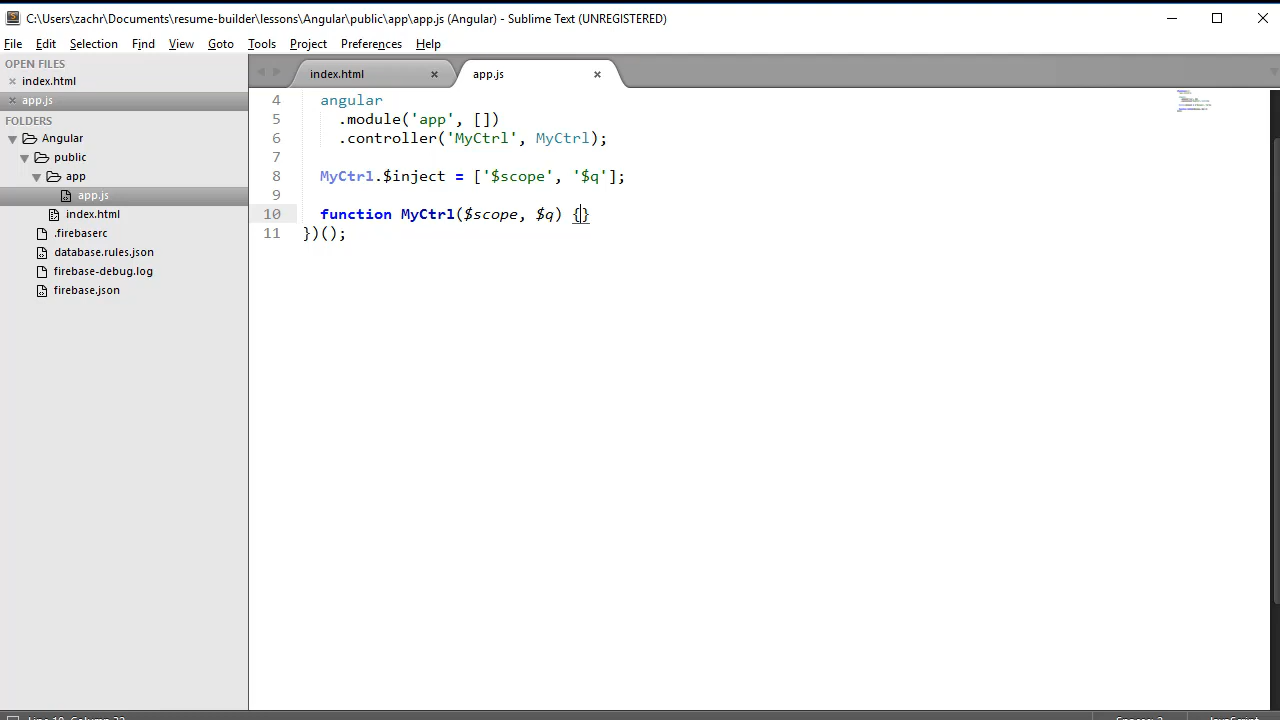 C:\Users\zachr\Documents\resume-builder\lessons\Angular\public\app\app.js (Angular) - Sublime Text (UNREGISTERED)
File Edit Selection Find View Goto Tools Project Preferences Help
OPEN FILES
index.html
app.js
FOLDERS
Angular
public
app
app.js
index.html
.firebaserc
database.rules.json
firebase-debug.log
firebase.json
index.html app.js
4 angular
5 .module('app', [])
6 .controller('MyCtrl', MyCtrl);
7
8 MyCtrl.$inject = ['$scope', '$q'];
9
10 function MyCtrl($scope, $q) {}
11 })();